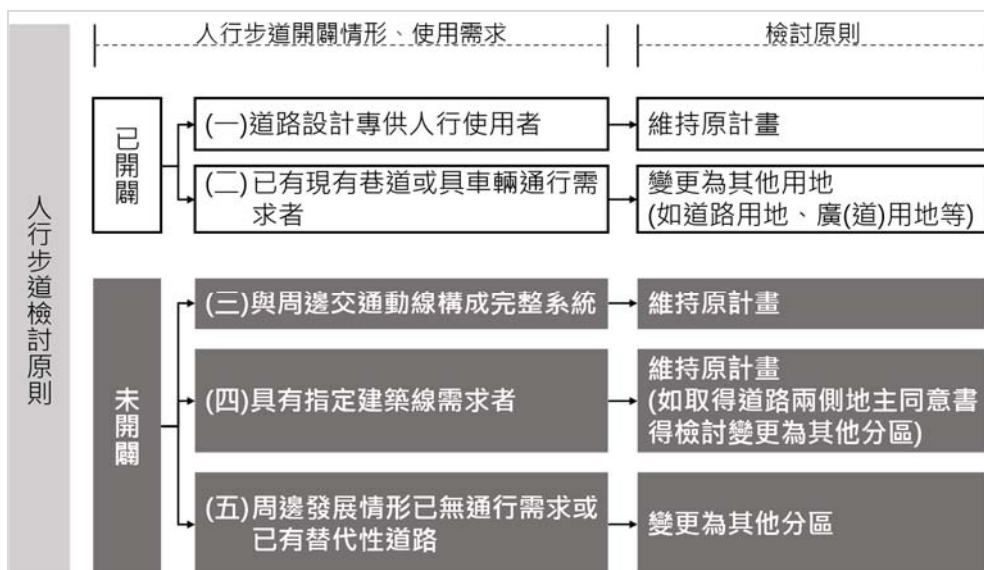 人行步道檢討原則
人行步道開闢情形、使用需求
檢討原則
已開闢
(一)道路設計專供人行使用者
維持原計畫
(二)已有現有巷道或具車輛通行需
求者
變更為其他用地
(如道路用地、廣(道)用地等)
未開闢
(三)與周邊交通動線構成完整系統
維持原計畫
(四)具有指定建築線需求者
維持原計畫
(如取得道路兩側地主同意書
得檢討變更為其他分區)
(五)周邊發展情形已無通行需求或
已有替代性道路
變更為其他分區